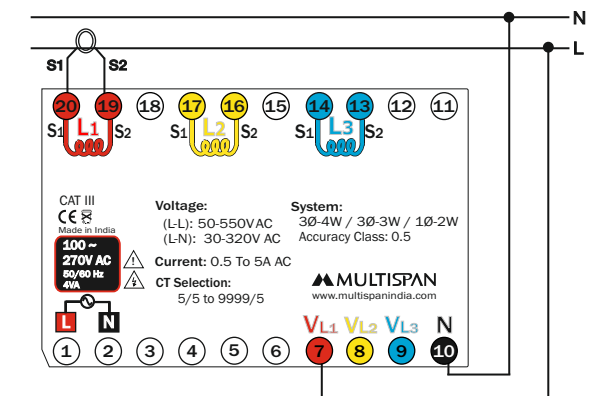 N
L
S1 S2
20 19 18 17 16 15 14 13 12 11
S1 L1 S2 S1 L2 S2 S1 L3 S2
CAT III
CE
Made in India
100 ~
270V AC
50/60 Hz
4VA
L N
Voltage:
(L-L): 50-550V AC
(L-N): 30-320V AC
Current: 0.5 To 5A AC
CT Selection:
5/5 to 9999/5
System:
3Ø-4W / 3Ø-3W / 1Ø-2W
Accuracy Class: 0.5
MULTISPAN
www.multispanindia.com
VL1 VL2 VL3 N
1 2 3 4 5 6 7 8 9 10